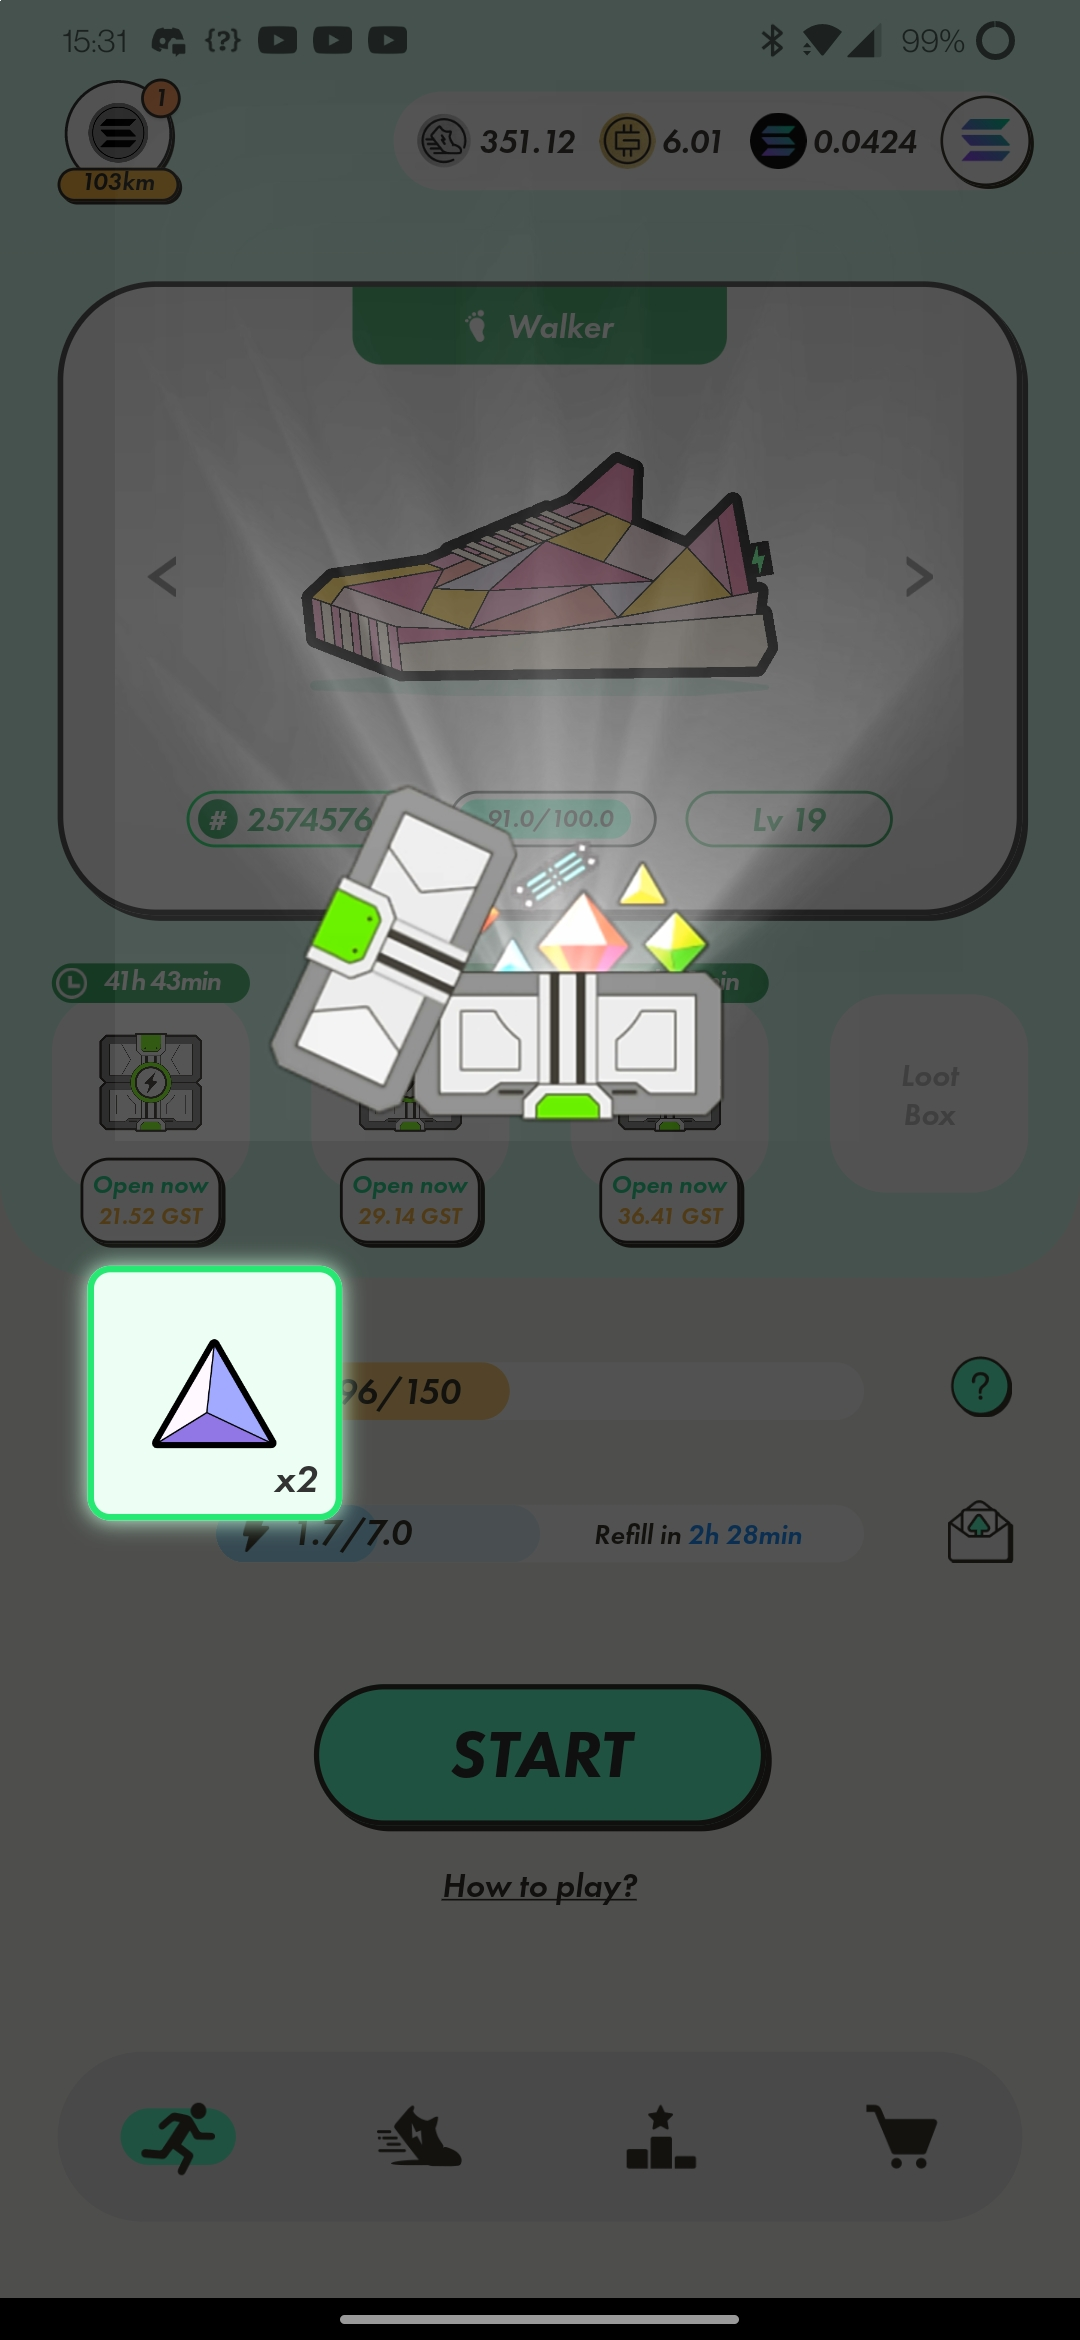 15:31
{?}
99%
1
103km
351.12
6.01
0.0424
Walker
# 2574576
91.0/100.0
Lv 19
41h 43min
Loot
Box
Open now
21.52 GST
Open now
29.14 GST
Open now
36.41 GST
96/150
?
x2
1.7/7.0
Refill in 2h 28min
START
How to play?